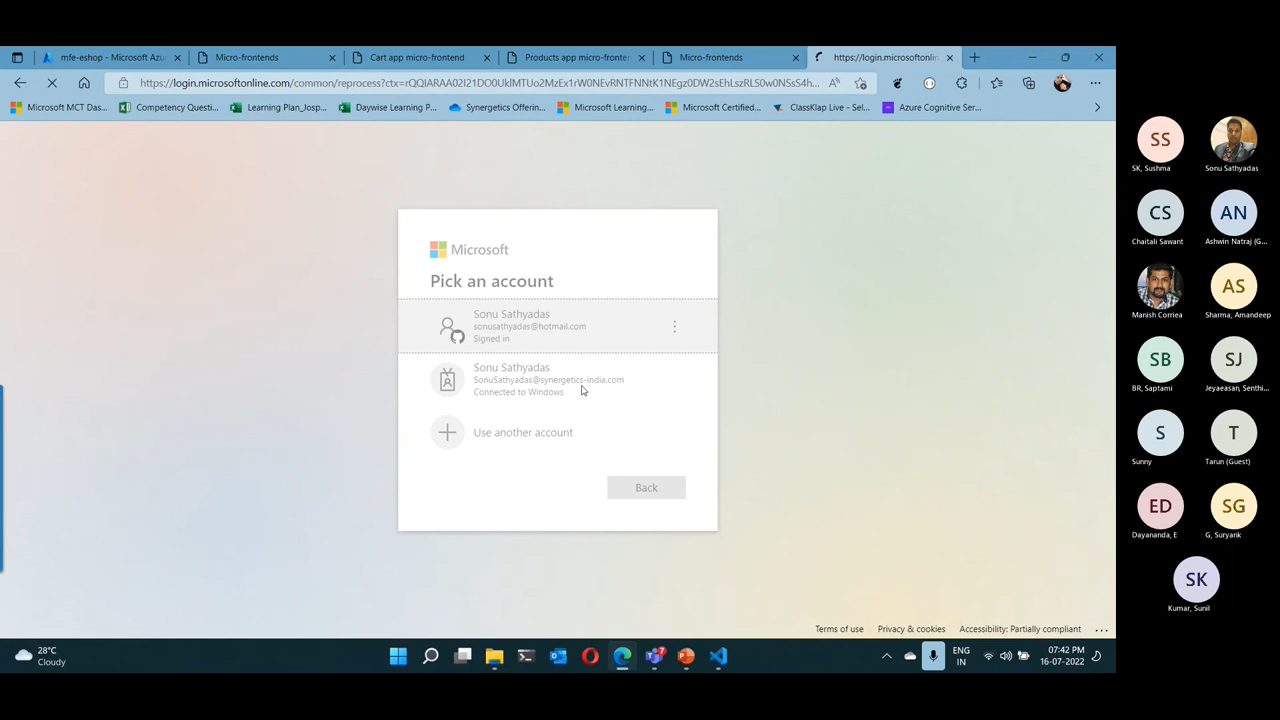 mfe-eshop - Microsoft Azu
Micro-frontends
Cart app micro-frontend
Products app micro-fronten
Micro-frontends
https://login.microsoftonlin
https://login.microsoftonline.com/common/reprocess?ctx=
Microsoft MCT Das...
Competency Questi...
Learning Plan_Josp...
Daywise Learning P...
Synergetics Offerin...
Microsoft Learning...
Microsoft Certified...
ClassKlap Live - Sel...
Azure Cognitive Ser...
Microsoft
Pick an account
Sonu Sathyadas
sonusathyadas@hotmail.com
Signed in
Sonu Sathyadas
SonuSathyadas@synergetics-india.com
Connected to Windows
Use another account
Back
Terms of use
Privacy & cookies
Accessibility: Partially compliant
28°C
Cloudy
7
ENG
IN
07:42 PM
16-07-2022
SS
SK, Sushma
Sonu Sathyadas
CS
Chaitali Sawant
AN
Ashwin Natraj (G...
Manish Corriea
AS
Sharma, Amandeep
SB
BR, Saptami
SJ
Jeyaeasan, Senthi...
S
Sunny
T
Tarun (Guest)
ED
Dayananda, E
SG
G, Suryank
SK
Kumar, Sunil